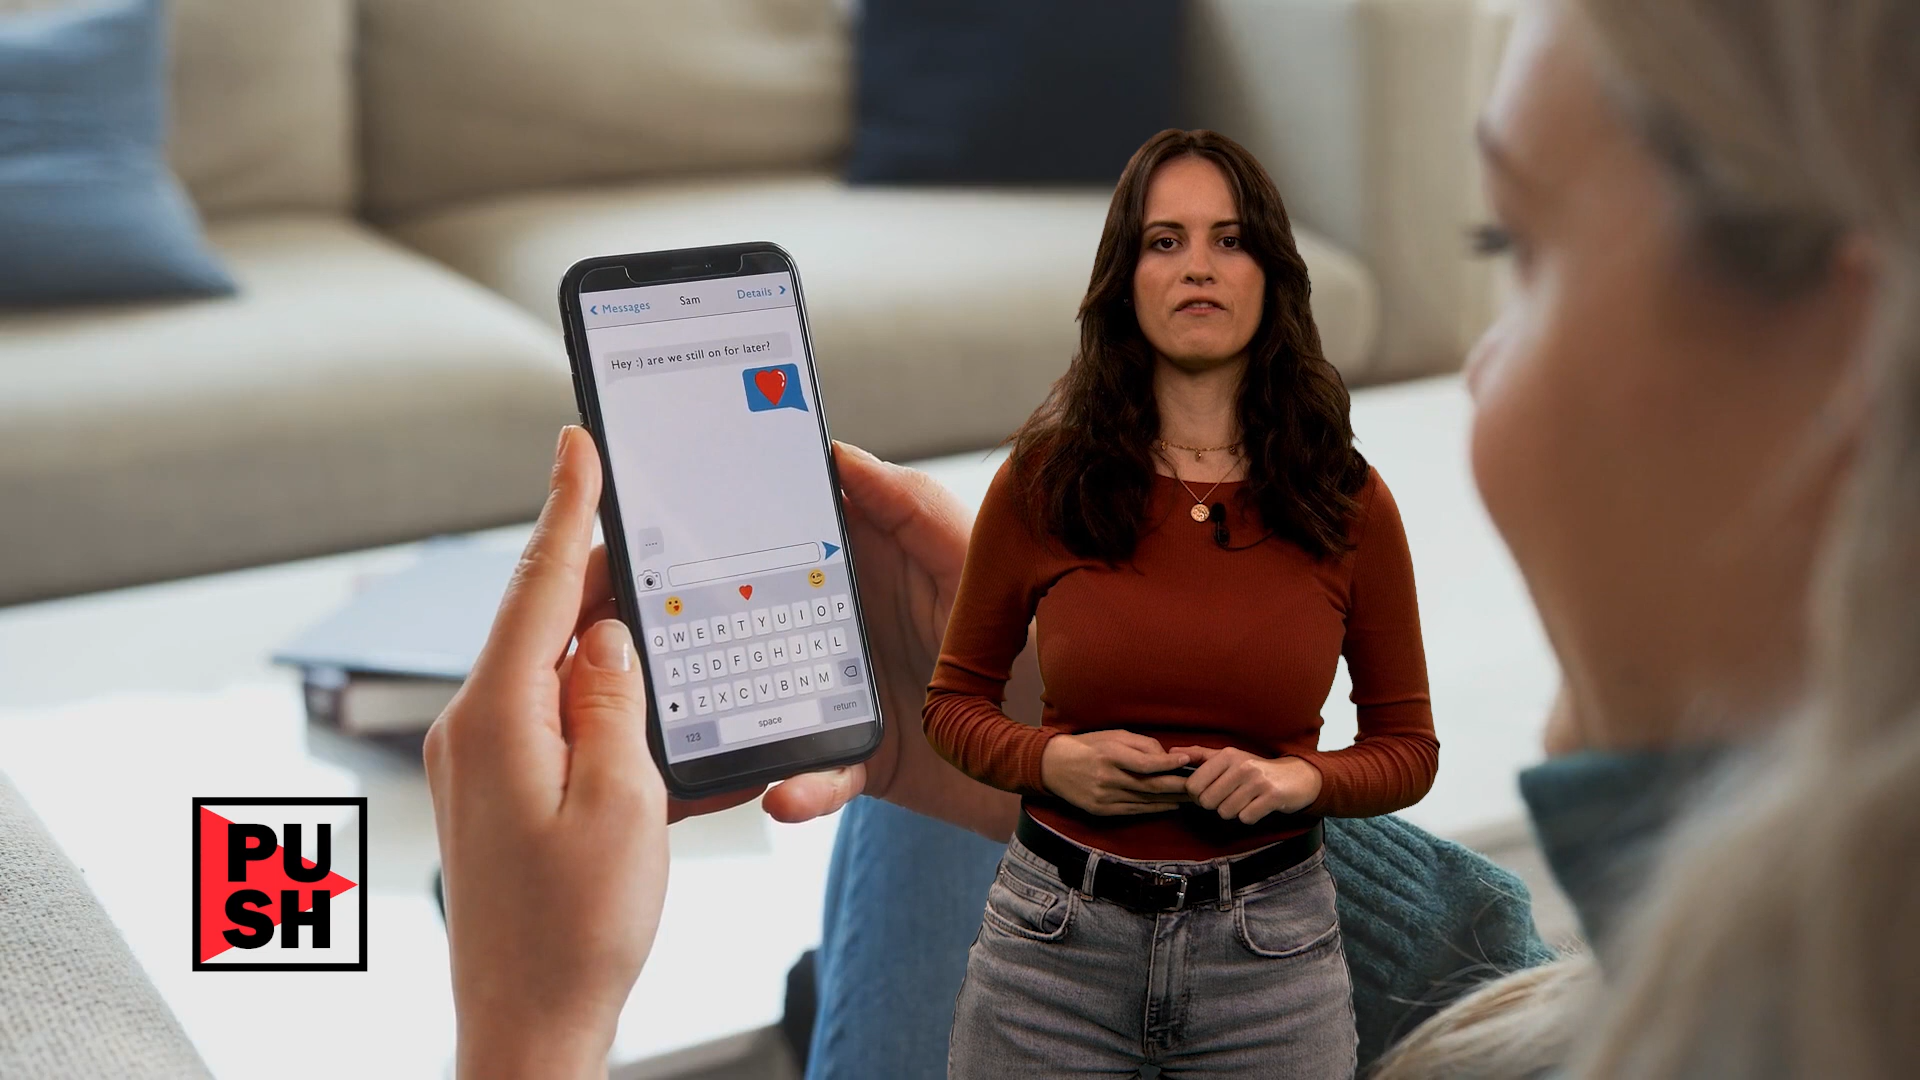 Messages
Sam
Details
Hey :) are we still on for later?
....
Q W E R T Y U I O P
A S D F G H J K L
Z X C V B N M
123
space
return
PU
SH